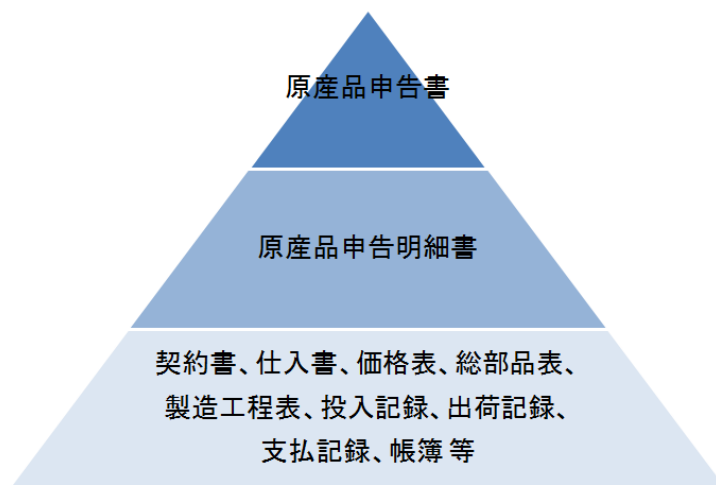 原産品申告書
原産品申告明細書
契約書、仕入書、価格表、総部品表、
製造工程表、投入記録、出荷記録、
支払記録、帳簿 等